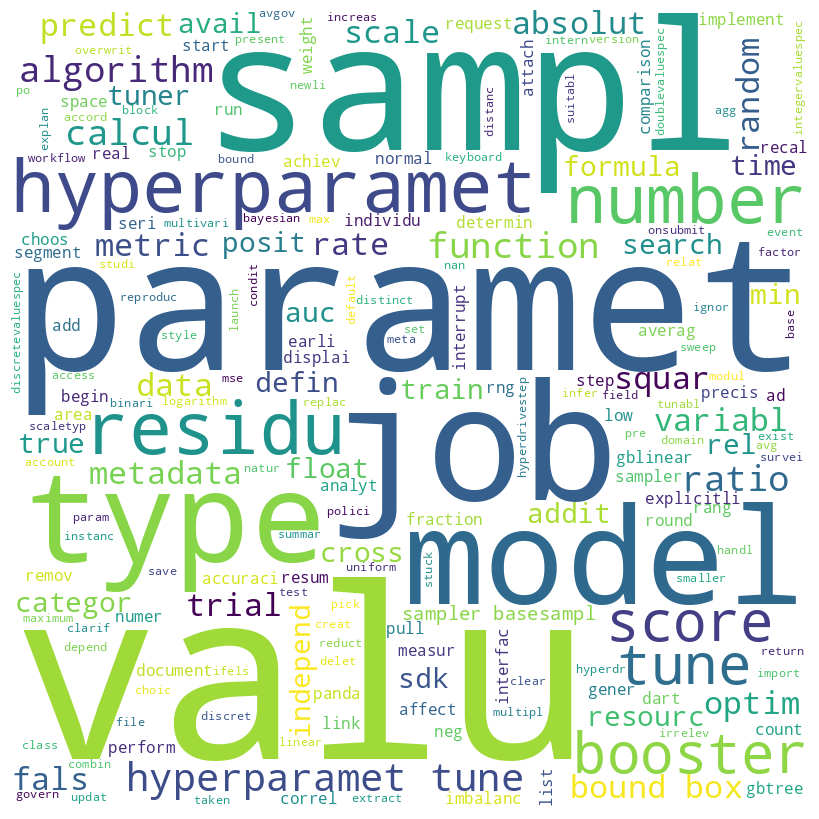 avgov
increas
predict
avail
overwrit
start
scale
weight
present
request
attach
intern
version
absolut
implement
doublevaluespec
comparison
random
integervaluespec
sampl
algorithm
tuner
newli
distanc
suitabl
agg
po
space
accord
block
run
explan
calcul
real
stop
workflow
bound
achiev
normal
keyboard
formula
time
recal
hyperparamet
number
seri
multivari
bayesian
max
individu
determin
onsubmit
event
choos
segment
metric
posit
rate
function
search
factor
studi
nan
relat
condit
paramet
min
discretevaluespec
reproduc
launch
default
distinct
interrupt
ignor
base
add
auc
style
earli
set
meta
averag
sweep
access
displai
data
defin
mse
train
rng
step
squar
modul
begin
binari
logarithm
replac
infer
field
precis
ad
area
scaletyp
job
hyperdrivestep
low
tunabl
variabl
pre
domain
exist
avg
true
residu
rel
survei
account
metadata
natur
float
gblinear
sampler
ratio
analyt
param
type
polici
explicitli
rang
instanc
summar
fraction
addit
round
model
handl
cross
stuck
remov
save
uniform
accuraci
resum
smaller
test
categor
trial
pick
sampler basesampl
score
maximum
numer
creat
clarif
independ
reduct
pull
depend
valu
delet
measur
interfac
tune
return
document
ifels
choic
panda
sdk
clear
hyperdr
gener
import
discret
affect
multipl
dart
optim
file
link
resourc
count
class
perform
linear
neg
irrelev
booster
combin
fals
hyperparamet tune
list
bound box
gbtree
govern
updat
taken
correl
extract
imbalanc